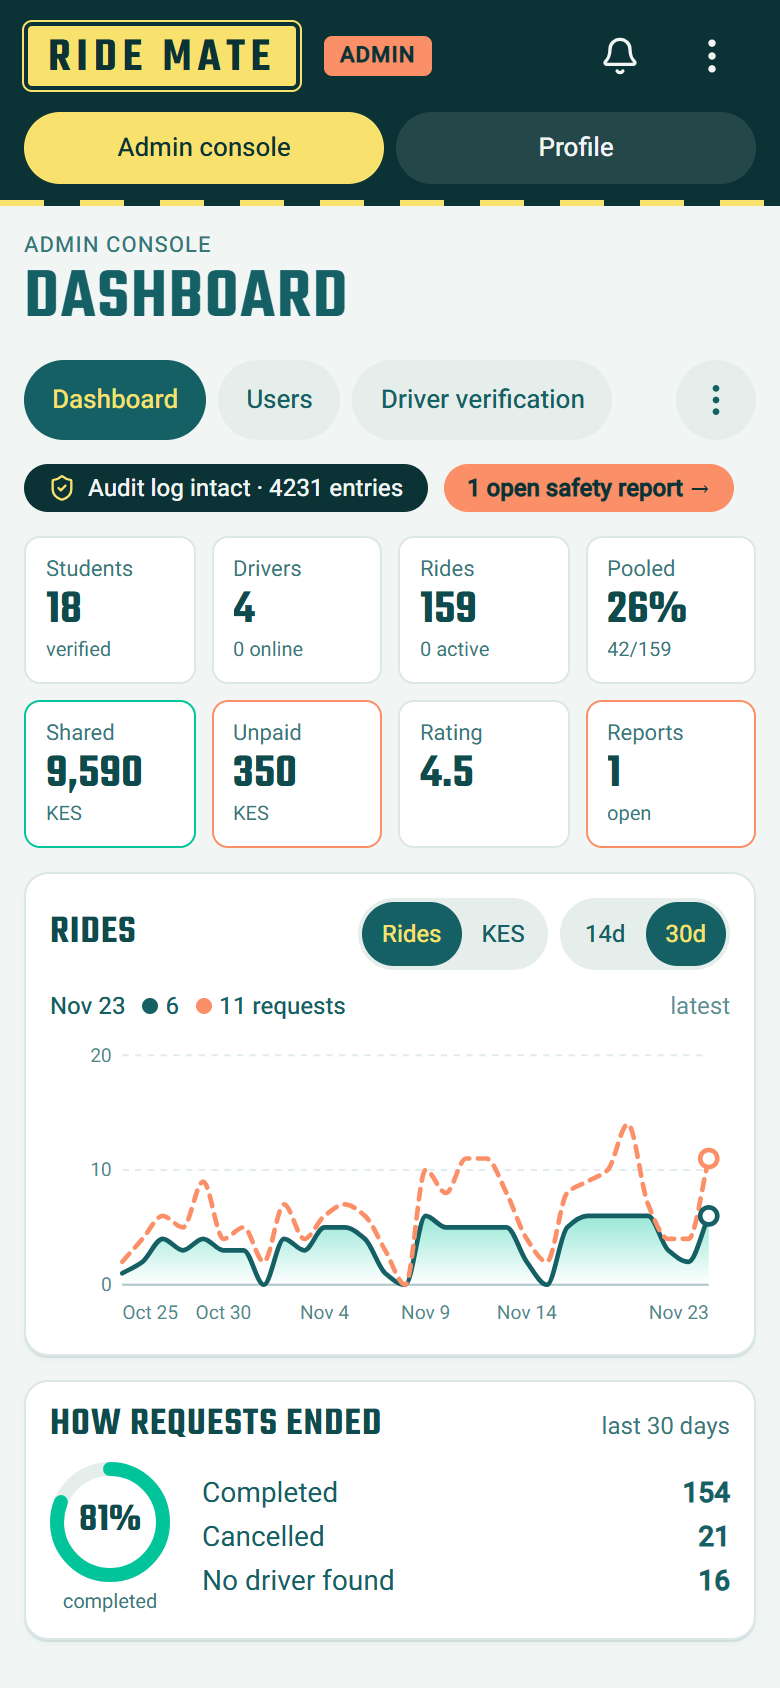 RIDE MATE
ADMIN
Admin console
Profile
ADMIN CONSOLE
DASHBOARD
Dashboard
Users
Driver verification
Audit log intact · 4231 entries
1 open safety report →
Students
18
verified
Drivers
4
0 online
Rides
159
0 active
Pooled
26%
42/159
Shared
9,590
KES
Unpaid
350
KES
Rating
4.5
Reports
1
open
RIDES
Rides
KES
14d
30d
Nov 23 6 11 requests
latest
20
10
0
Oct 25 Oct 30 Nov 4 Nov 9 Nov 14 Nov 23
HOW REQUESTS ENDED
last 30 days
81%
completed
Completed 154
Cancelled 21
No driver found 16